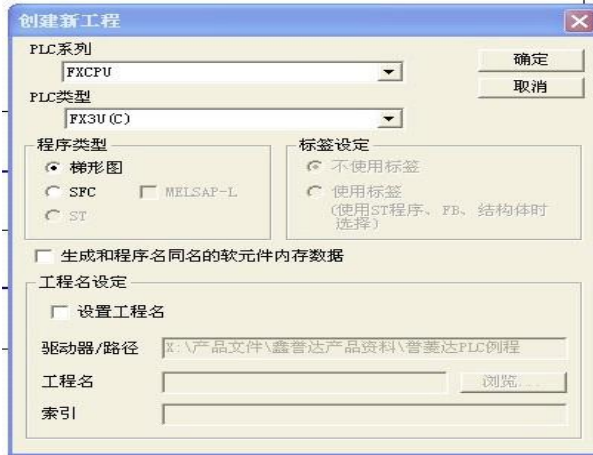 创建新工程
PLC系列
FXCPU
确定
取消
PLC类型
FX3U(C)
程序类型
梯形图
SFC
MELSAP-L
ST
标签设定
不使用标签
使用标签
(使用ST程序、FB、结构体时
选择)
生成和程序名同名的软元件内存数据
工程名设定
设置工程名
驱动器/路径
X:\产品文件\鑫誉达产品资料\誉菱达PLC例程
工程名
浏览...
索引